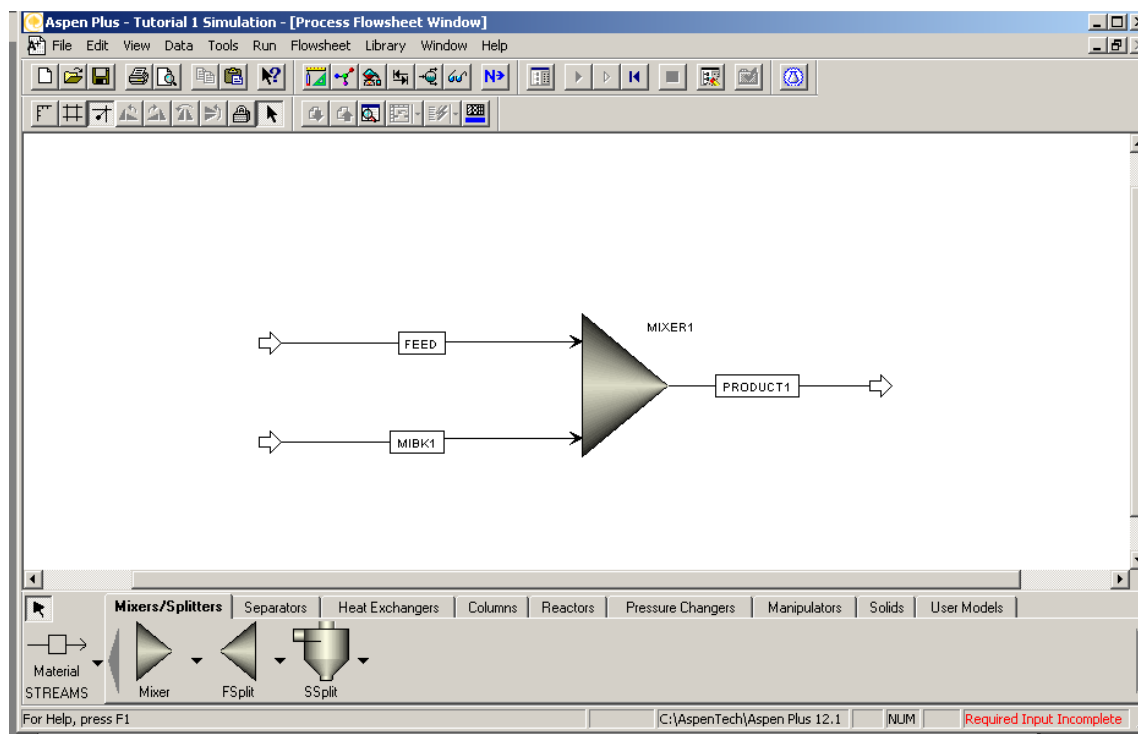 Aspen Plus - Tutorial 1 Simulation - [Process Flowsheet Window]
File Edit View Data Tools Run Flowsheet Library Window Help
N
MIXER1
FEED
PRODUCT1
MIBK1
Mixers/Splitters Separators Heat Exchangers Columns Reactors Pressure Changers Manipulators Solids User Models
Material
STREAMS Mixer FSplit SSplit
For Help, press F1 C:\AspenTech\Aspen Plus 12.1 NUM Required Input Incomplete